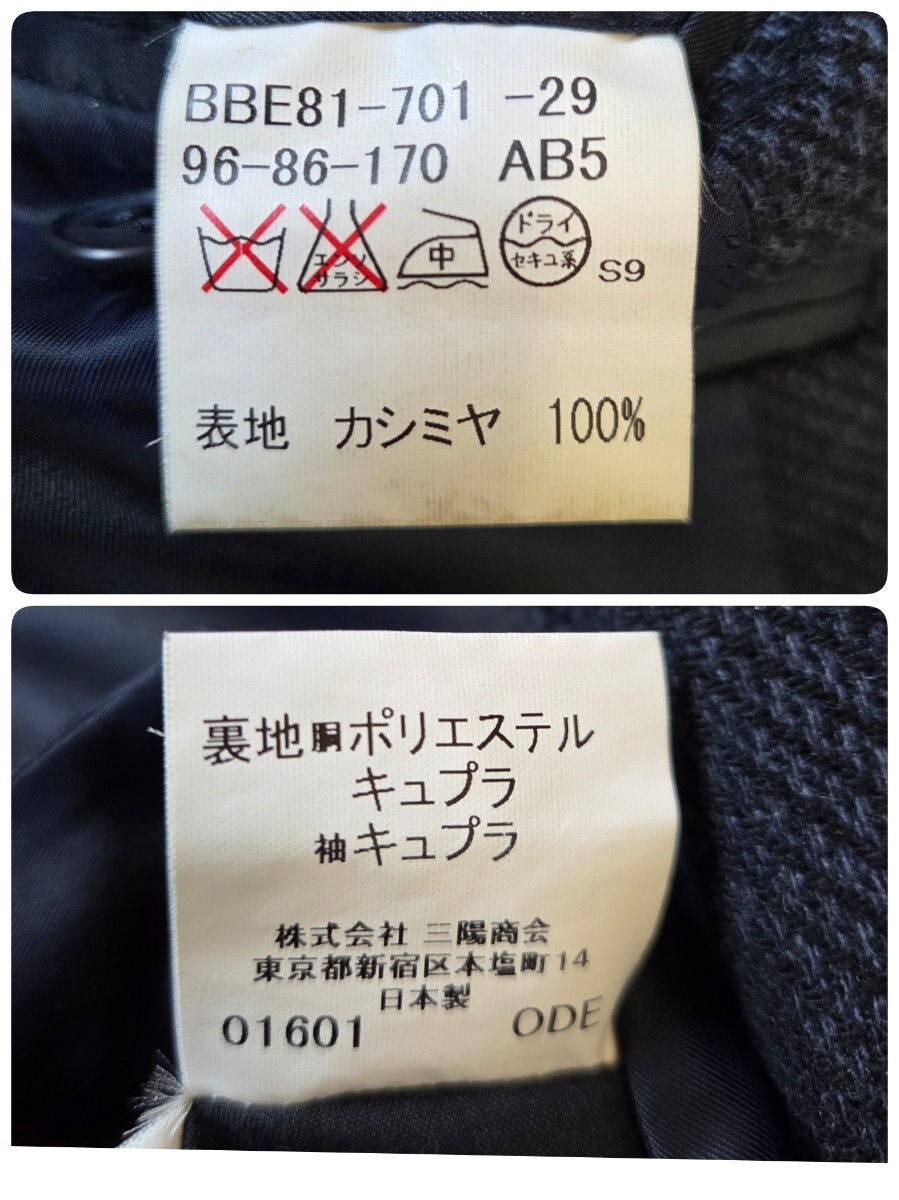 BBE81-701 -29
96-86-170 AB5
エンソ
サラシ
中
ドライ
セキユ系
S9
表地 カシミヤ 100%
裏地 胴 ポリエステル
キュプラ
袖 キュプラ
株式会社 三陽商会
東京都新宿区本塩町14
日本製
01601
ODE